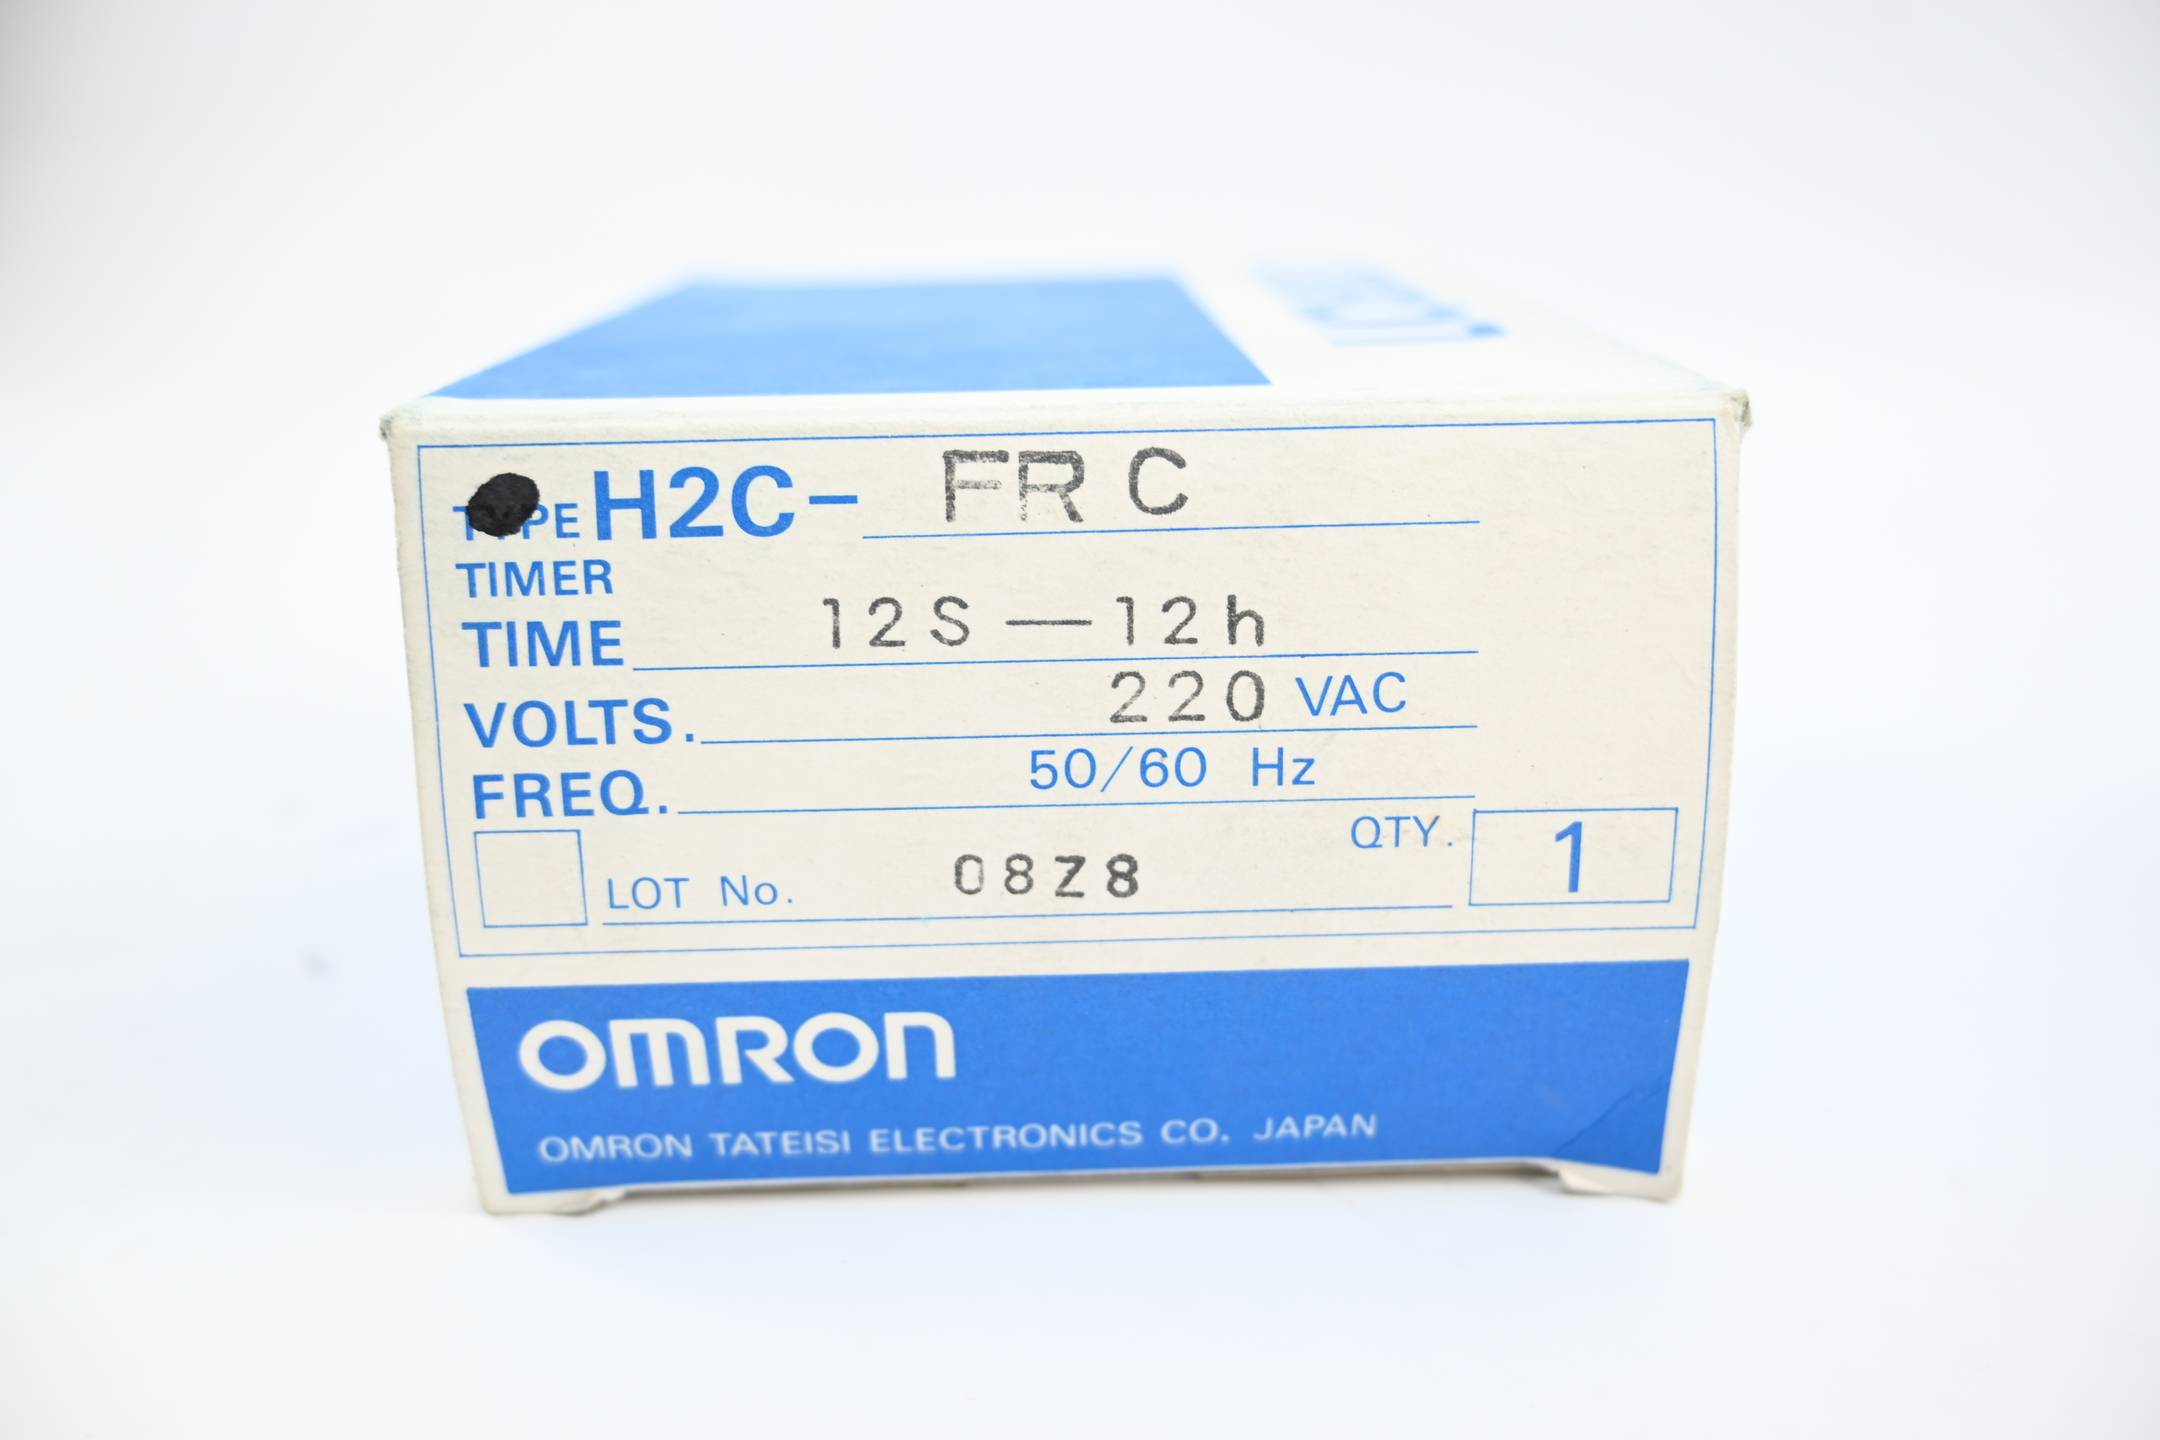 TYPE H2C- FR C
TIMER
TIME 12S — 12h
VOLTS. 220 VAC
FREQ. 50/60 Hz
QTY. 1
LOT No. 08Z8
OMRON
OMRON TATEISI ELECTRONICS CO. JAPAN